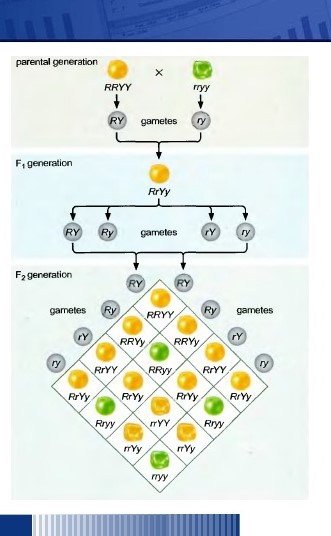 parental generation
×
RRYY rryy
RY gametes ry
F1 generation
RrYy
RY Ry gametes rY ry
F2 generation
RY RY
gametes Ry RRYY Ry gametes
rY RRYy RRYy rY
ry RrYY RRyy RrYY ry
RrYy RrYy RrYy RrYy
Rryy rrYY Rryy
rrYy rrYy
rryy